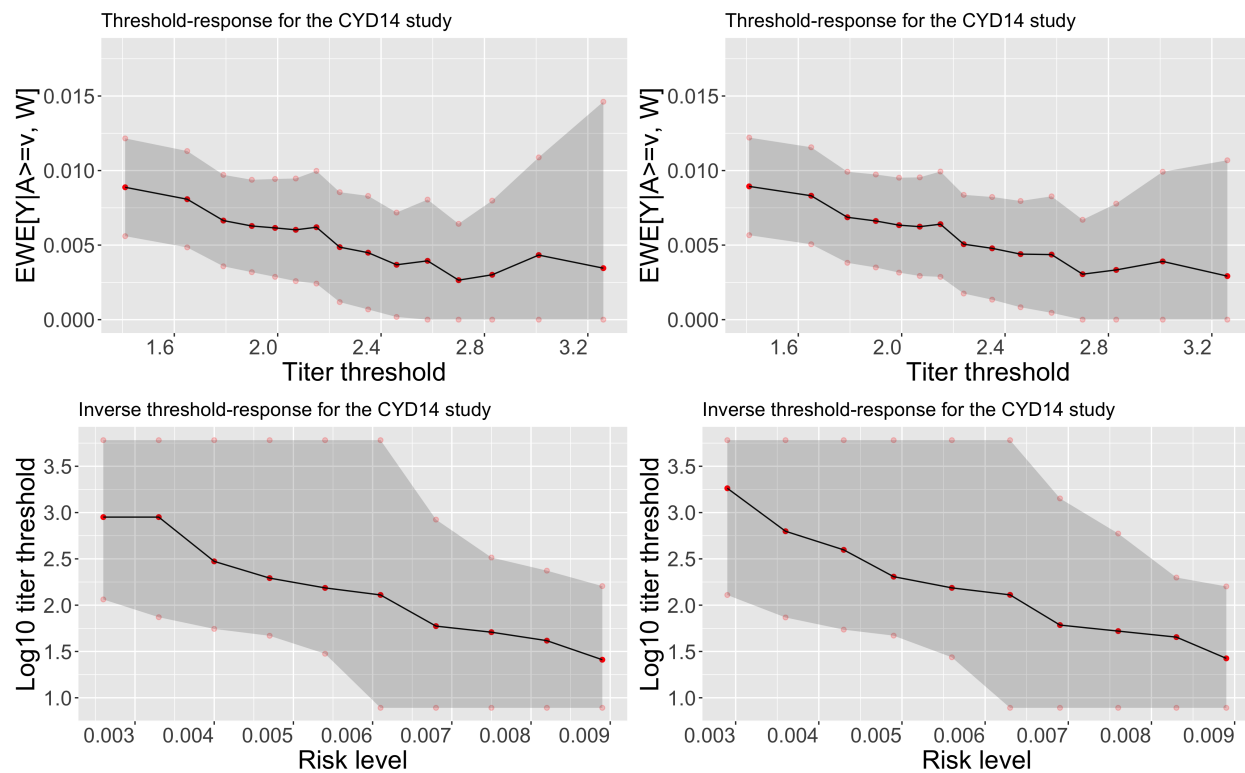 Threshold-response for the CYD14 study
EWE[Y|A>=v, W]
0.015
0.010
0.005
0.000
1.6 2.0 2.4 2.8 3.2
Titer threshold
Threshold-response for the CYD14 study
EWE[Y|A>=v, W]
0.015
0.010
0.005
0.000
1.6 2.0 2.4 2.8 3.2
Titer threshold
Inverse threshold-response for the CYD14 study
Log10 titer threshold
3.5
3.0
2.5
2.0
1.5
1.0
0.003 0.004 0.005 0.006 0.007 0.008 0.009
Risk level
Inverse threshold-response for the CYD14 study
Log10 titer threshold
3.5
3.0
2.5
2.0
1.5
1.0
0.003 0.004 0.005 0.006 0.007 0.008 0.009
Risk level